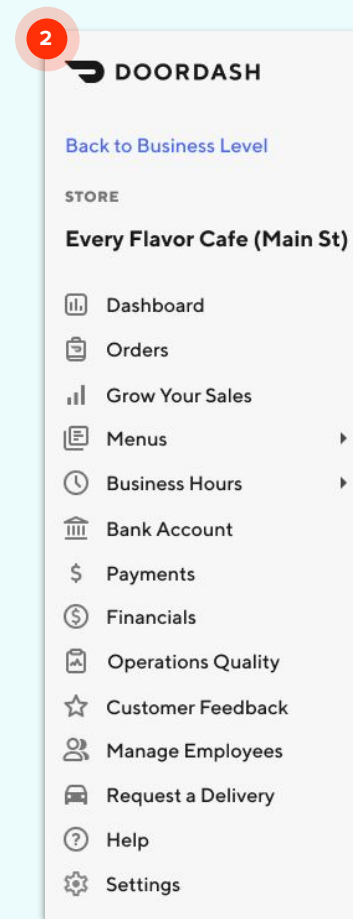 2
DOORDASH
Back to Business Level
STORE
Every Flavor Cafe (Main St)
Dashboard
Orders
Grow Your Sales
Menus
Business Hours
Bank Account
$ Payments
$ Financials
Operations Quality
Customer Feedback
Manage Employees
Request a Delivery
? Help
Settings